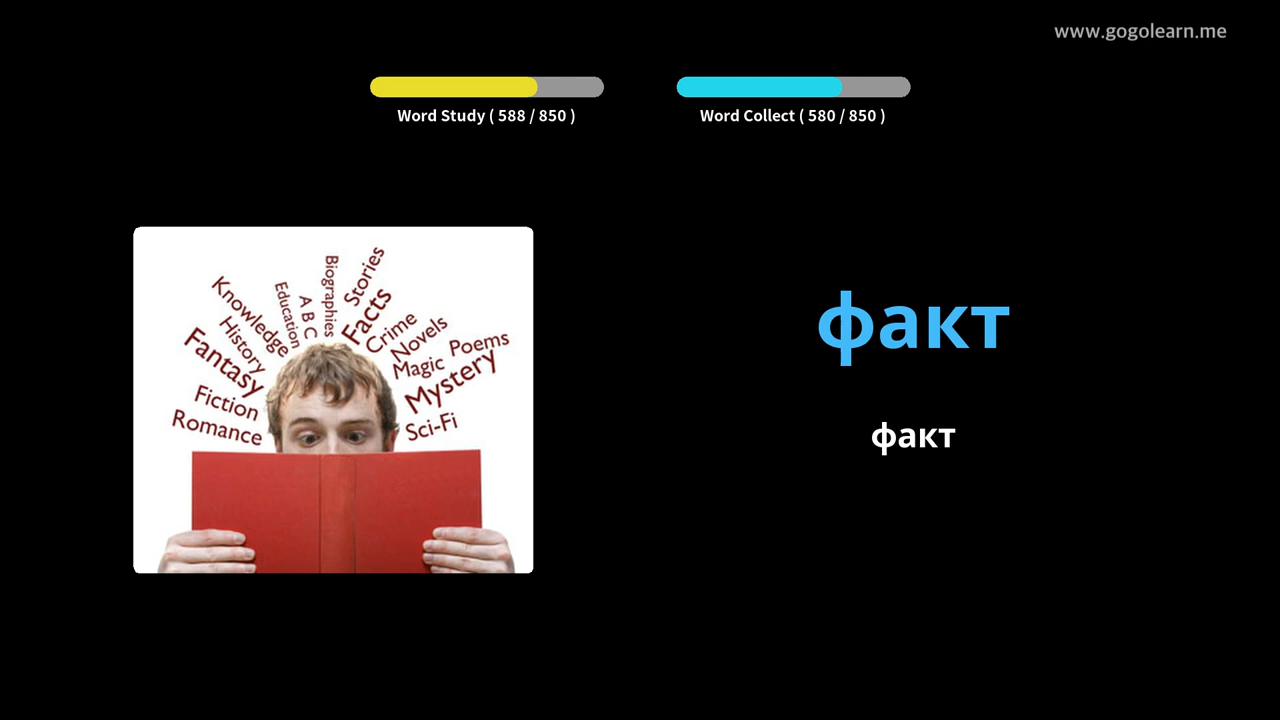 www.gogolearn.me
Word Study ( 588 / 850 )
Word Collect ( 580 / 850 )
Knowledge
Education
A B C
Biographies
Stories
Facts
Crime
Novels
Poems
History
Fantasy
Magic
Mystery
Fiction
Romance
Sci-Fi
факт
факт